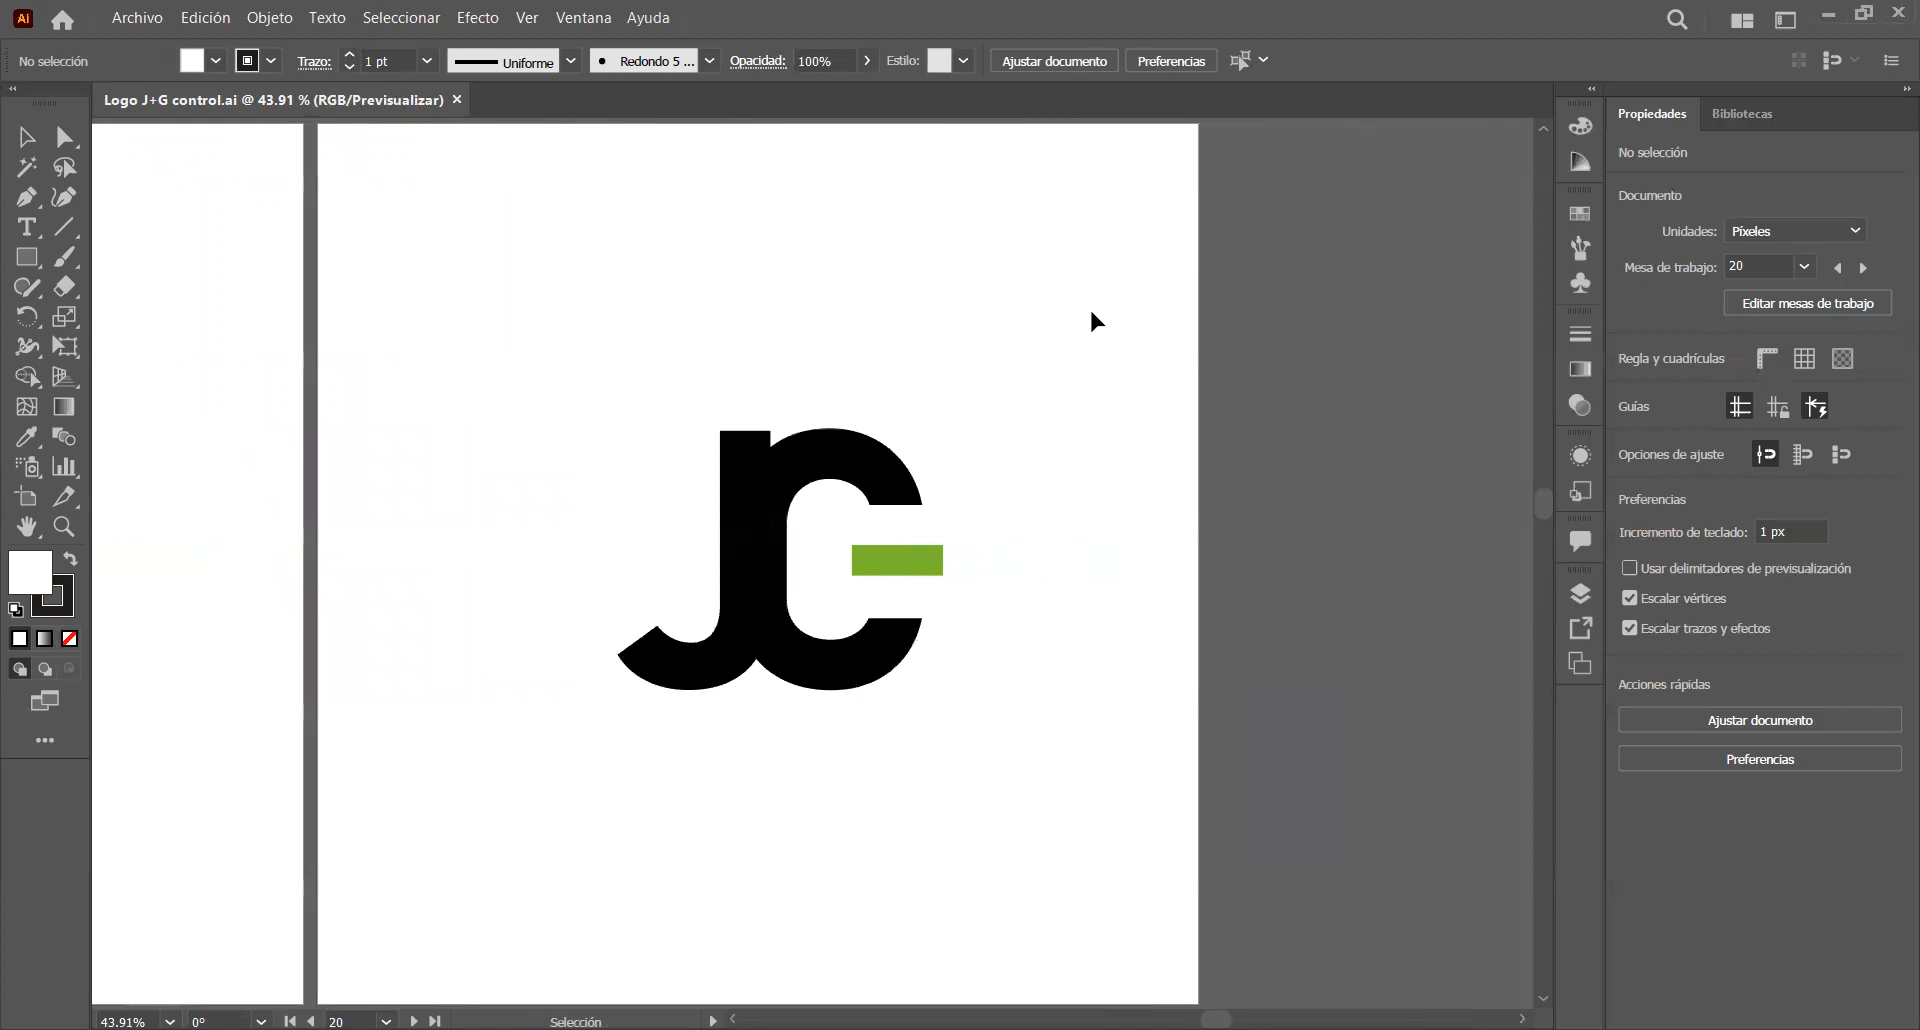 Ai Archivo Edición Objeto Texto Seleccionar Efecto Ver Ventana Ayuda
No selección Trazo: 1 pt Uniforme Redondo 5 ... Opacidad: 100% Estilo: Ajustar documento Preferencias
Logo J+G control.ai @ 43.91 % (RGB/Previsualizar) ×
Propiedades Bibliotecas
No selección
Documento
Unidades: Píxeles
Mesa de trabajo: 20
Editar mesas de trabajo
Regla y cuadrículas
Guías
Opciones de ajuste
Preferencias
Incremento de teclado: 1 px
Usar delimitadores de previsualización
Escalar vértices
Escalar trazos y efectos
Acciones rápidas
Ajustar documento
Preferencias
JG
43.91% 0° 20 Selección